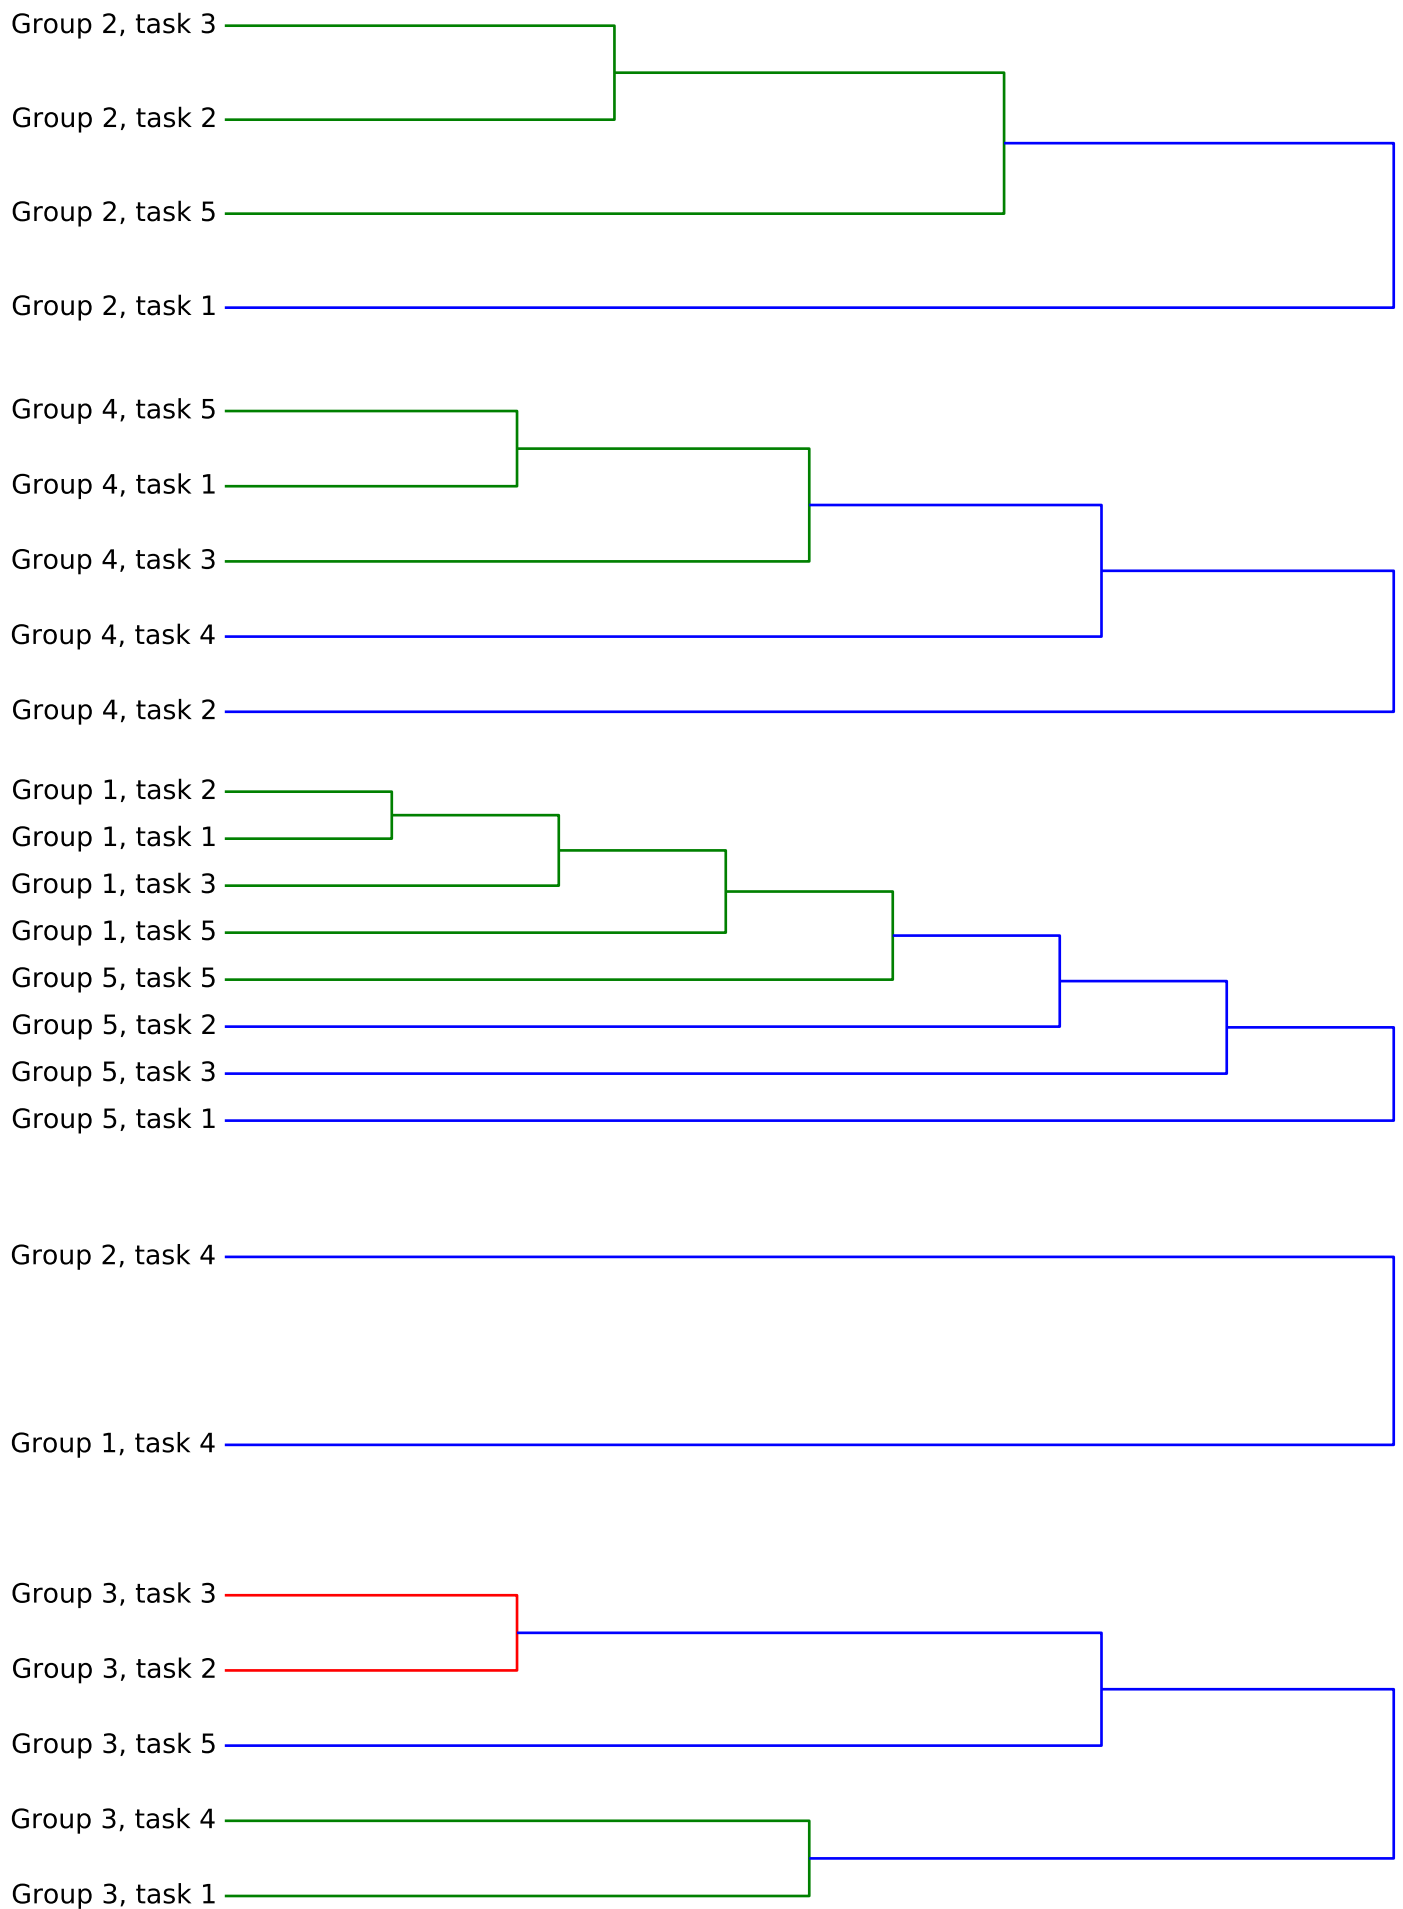 Group 2, task 3
Group 2, task 2
Group 2, task 5
Group 2, task 1
Group 4, task 5
Group 4, task 1
Group 4, task 3
Group 4, task 4
Group 4, task 2
Group 1, task 2
Group 1, task 1
Group 1, task 3
Group 1, task 5
Group 5, task 5
Group 5, task 2
Group 5, task 3
Group 5, task 1
Group 2, task 4
Group 1, task 4
Group 3, task 3
Group 3, task 2
Group 3, task 5
Group 3, task 4
Group 3, task 1